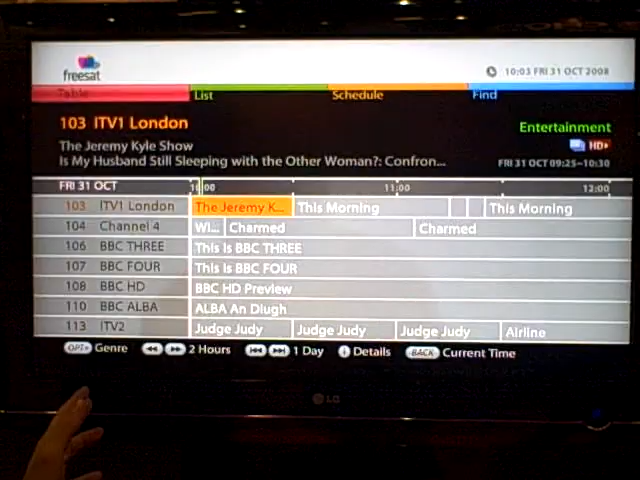 freesat
10:03 FRI 31 OCT 2008
Table List Schedule Find
103 ITV1 London
Entertainment
The Jeremy Kyle Show
HD
Is My Husband Still Sleeping with the Other Woman?: Confron...
FRI 31 OCT 09:25~10:30
FRI 31 OCT 10:00 11:00 12:00
103 ITV1 London The Jeremy K... This Morning This Morning
104 Channel 4 Wi... Charmed Charmed
106 BBC THREE This Is BBC THREE
107 BBC FOUR This Is BBC FOUR
108 BBC HD BBC HD Preview
110 BBC ALBA ALBA An Diugh
113 ITV2 Judge Judy Judge Judy Judge Judy Airline
OPT+ Genre 2 Hours 1 Day i Details BACK Current Time
LG